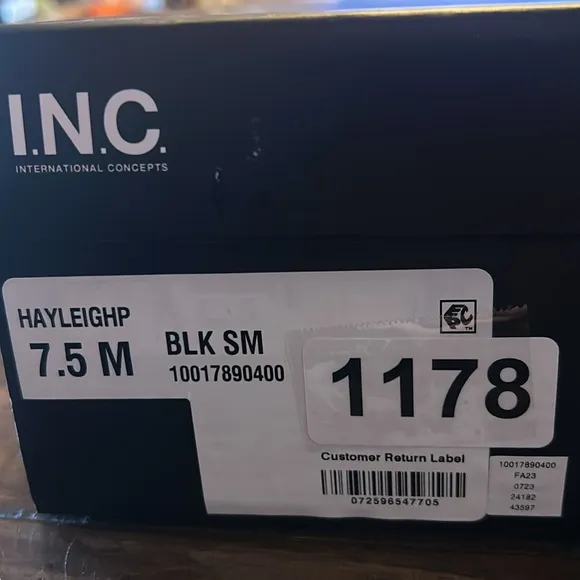 I.N.C.
INTERNATIONAL CONCEPTS
HAYLEIGHP
7.5 M
BLK SM
10017890400
1178
Customer Return Label
072596547705
10017890400
FA23
0723
24182
43597